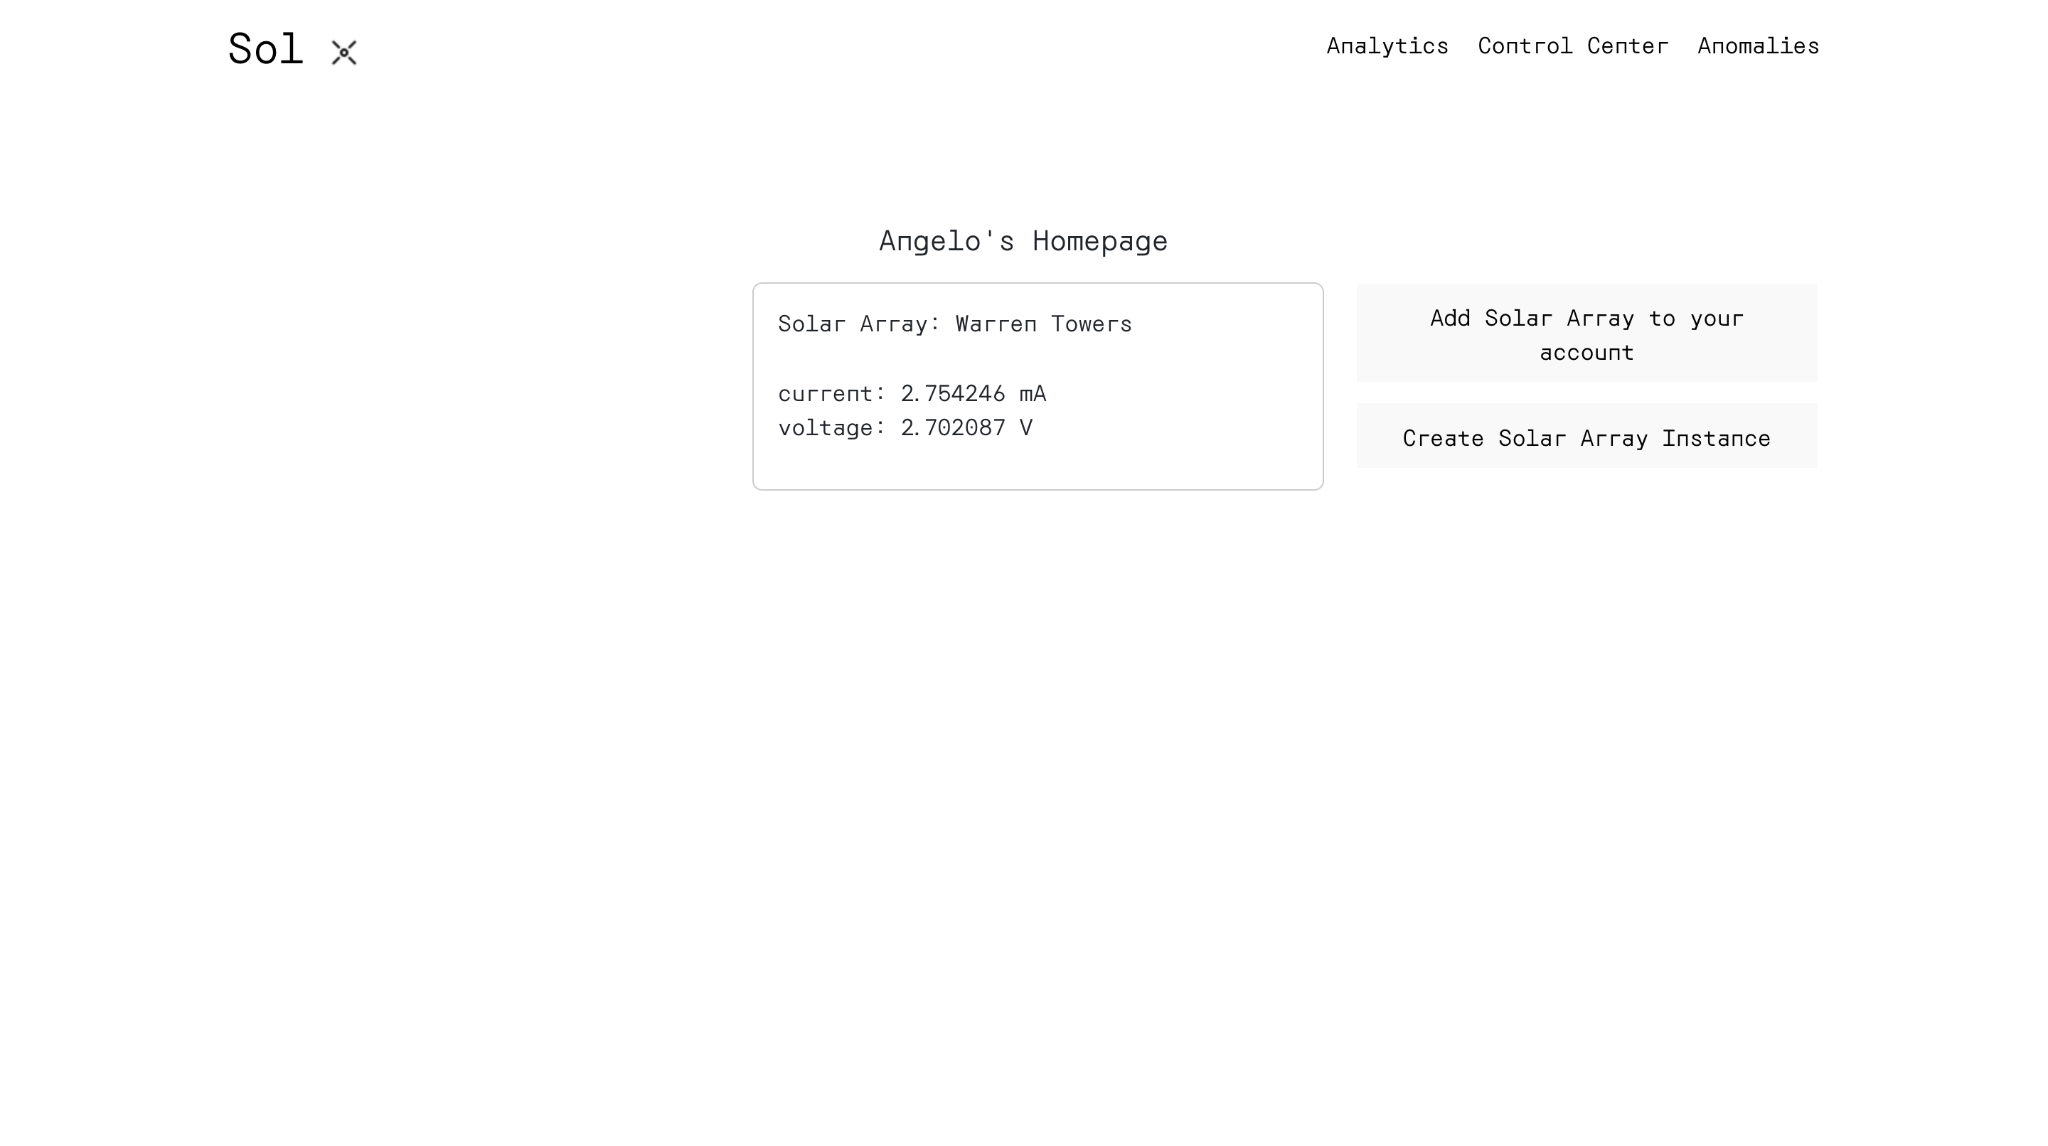 Sol
Analytics Control Center Anomalies
Angelo's Homepage
Solar Array: Warren Towers
current: 2.754246 mA
voltage: 2.702087 V
Add Solar Array to your
account
Create Solar Array Instance